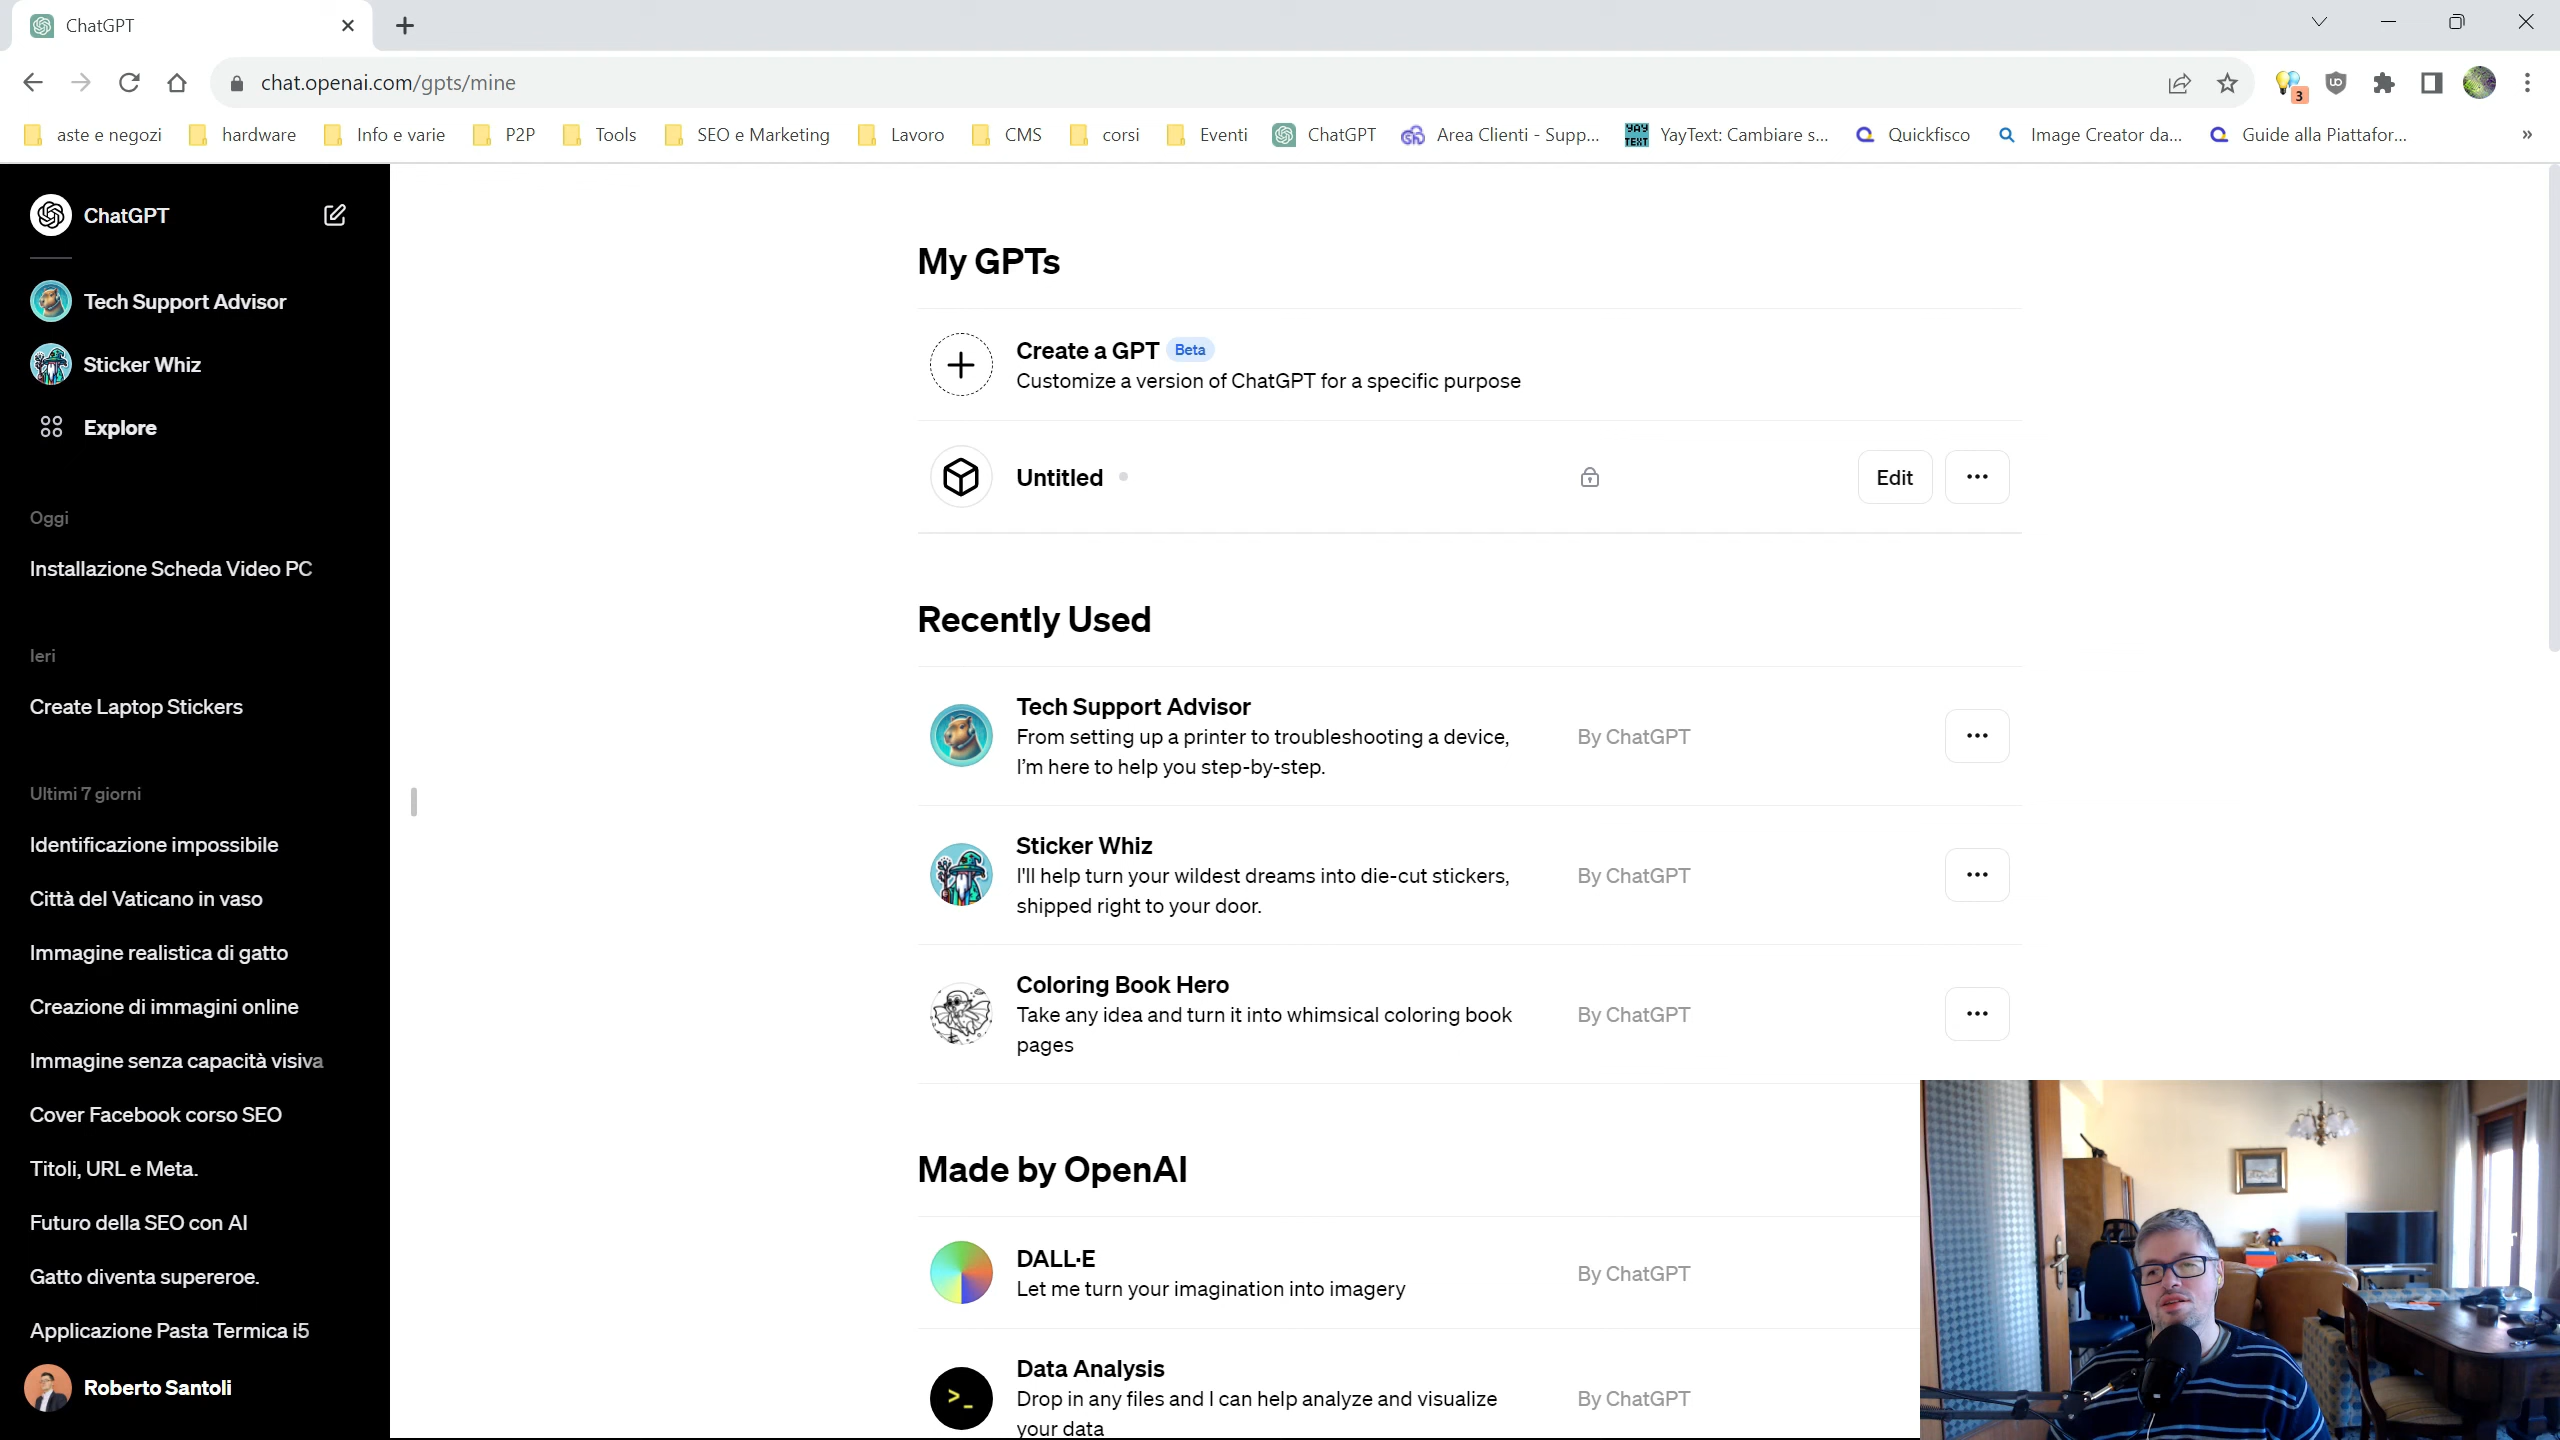 ChatGPT
chat.openai.com/gpts/mine
3
aste e negozi
hardware
Info e varie
P2P
Tools
SEO e Marketing
Lavoro
CMS
corsi
Eventi
ChatGPT
Area Clienti - Supp...
YAY TEXT
YayText: Cambiare s...
Quickfisco
Image Creator da...
Guide alla Piattafor...
»
ChatGPT
Tech Support Advisor
Sticker Whiz
Explore
Oggi
Installazione Scheda Video PC
Ieri
Create Laptop Stickers
Ultimi 7 giorni
Identificazione impossibile
Città del Vaticano in vaso
Immagine realistica di gatto
Creazione di immagini online
Immagine senza capacità visiva
Cover Facebook corso SEO
Titoli, URL e Meta.
Futuro della SEO con AI
Gatto diventa supereroe.
Applicazione Pasta Termica i5
Roberto Santoli
My GPTs
Create a GPT Beta
Customize a version of ChatGPT for a specific purpose
Untitled
Edit
Recently Used
Tech Support Advisor
From setting up a printer to troubleshooting a device,
I'm here to help you step-by-step.
By ChatGPT
Sticker Whiz
I'll help turn your wildest dreams into die-cut stickers,
shipped right to your door.
By ChatGPT
Coloring Book Hero
Take any idea and turn it into whimsical coloring book
pages
By ChatGPT
Made by OpenAI
DALL·E
Let me turn your imagination into imagery
By ChatGPT
Data Analysis
Drop in any files and I can help analyze and visualize
your data
By ChatGPT